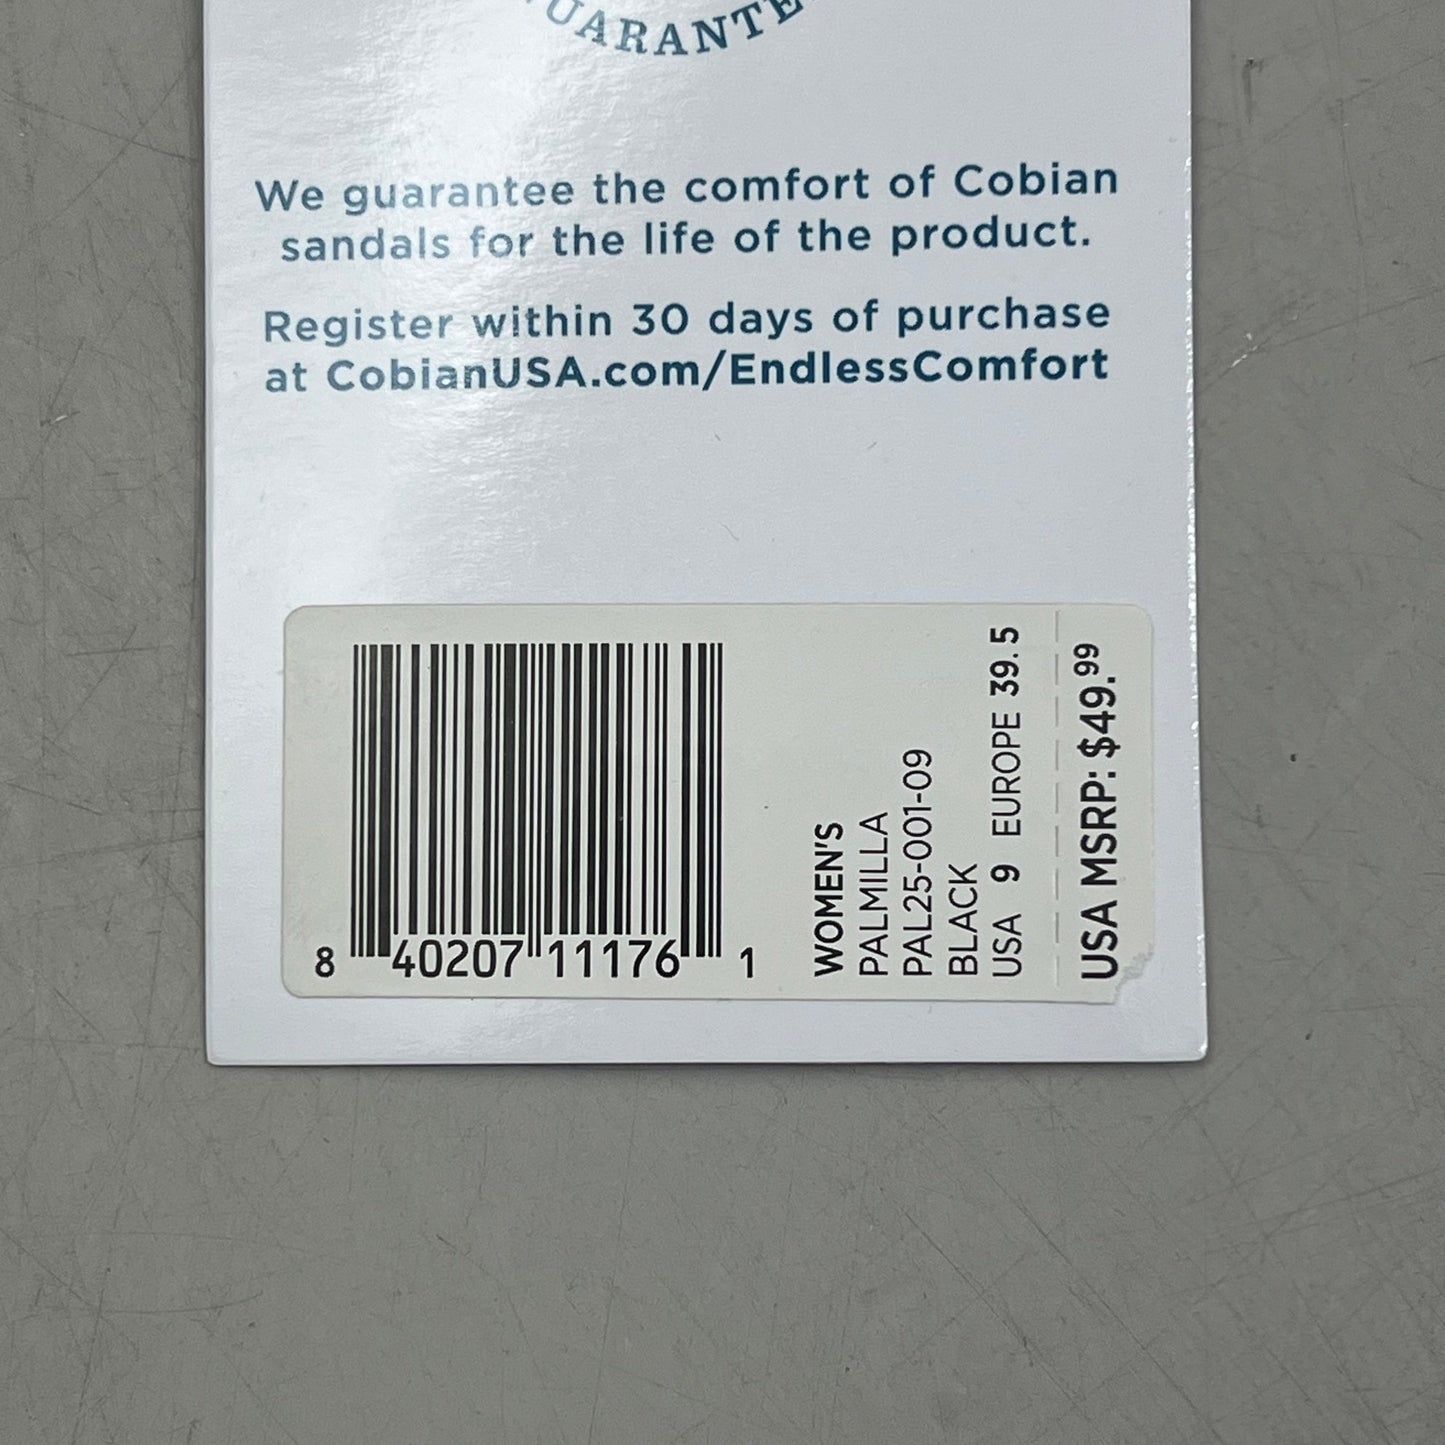 We guarantee the comfort of Cobian
sandals for the life of the product.
Register within 30 days of purchase
at CobianUSA.com/EndlessComfort
8 40207 11176 1
WOMEN'S
PALMILLA
PAL25-001-09
BLACK
USA 9 EUROPE 39.5
USA MSRP: $49.99